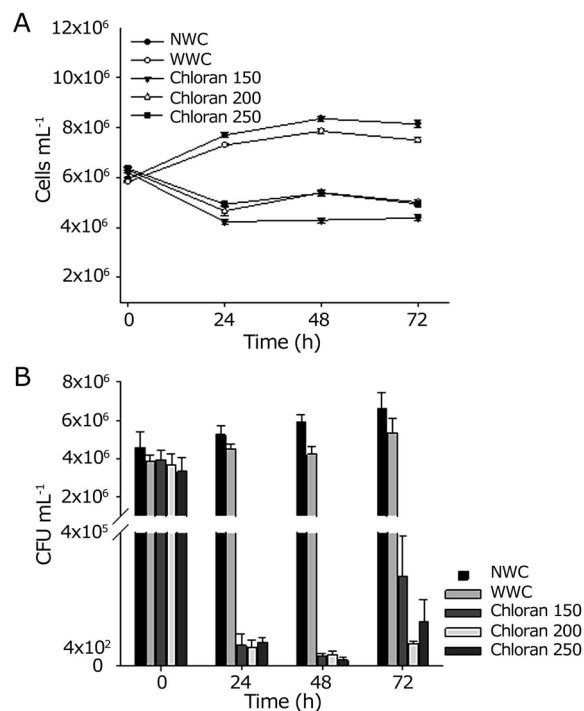 A
12x10⁶
NWC
WWC
Chloran 150
Chloran 200
Chloran 250
10x10⁶
8x10⁶
6x10⁶
4x10⁶
2x10⁶
Cells mL⁻¹
0 24 48 72
Time (h)
B
8x10⁶
6x10⁶
4x10⁶
2x10⁶
4x10⁵
4x10²
0
CFU mL⁻¹
0 24 48 72
Time (h)
NWC
WWC
Chloran 150
Chloran 200
Chloran 250